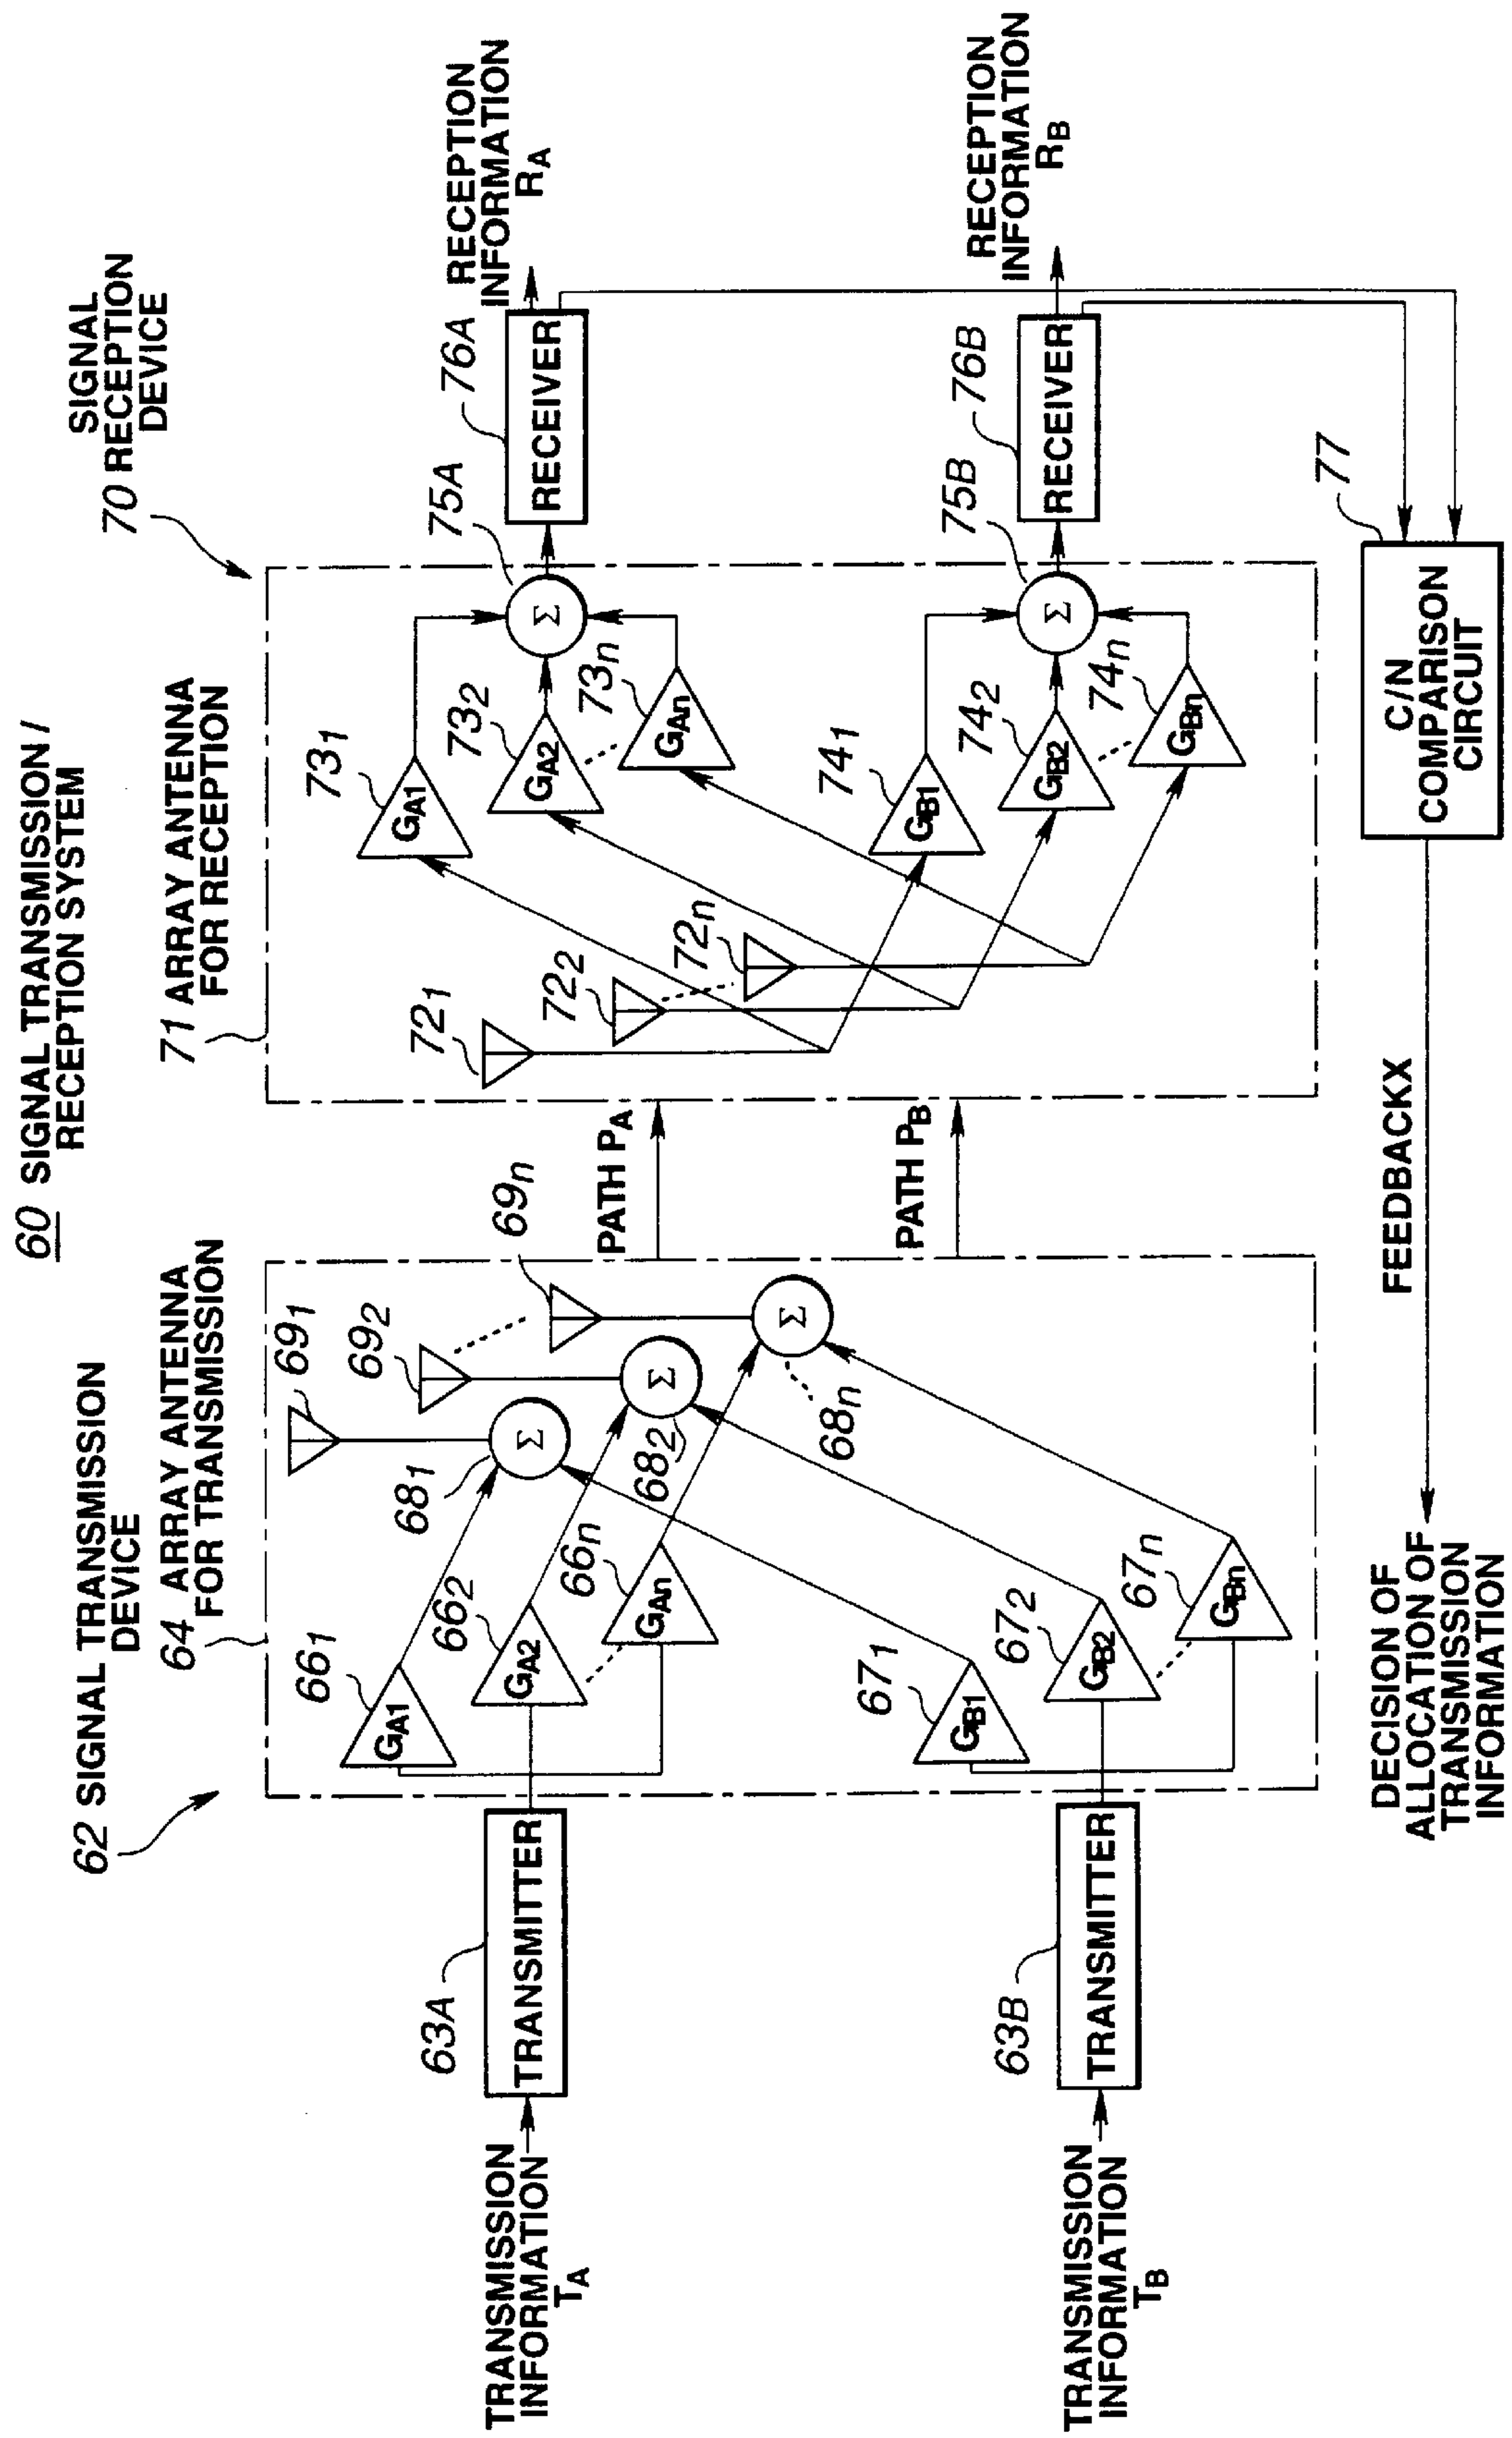 60 SIGNAL TRANSMISSION /
RECEPTION SYSTEM
62 SIGNAL TRANSMISSION
DEVICE
64 ARRAY ANTENNA
FOR TRANSMISSION
70 SIGNAL
RECEPTION
DEVICE
71 ARRAY ANTENNA
FOR RECEPTION
TRANSMISSION
INFORMATION
TA
63A
TRANSMITTER
661
GA1
662
GA2
66n
GAn
681
Σ
682
Σ
68n
Σ
691
692
69n
TRANSMISSION
INFORMATION
TB
63B
TRANSMITTER
671
GB1
672
GB2
67n
GBn
PATH PA
PATH PB
721
722
72n
731
GA1
732
GA2
73n
GAn
75A
Σ
76A
RECEIVER
RECEPTION
INFORMATION
RA
741
GB1
742
GB2
74n
GBn
75B
Σ
76B
RECEIVER
RECEPTION
INFORMATION
RB
77
C/N
COMPARISON
CIRCUIT
FEEDBACKX
DECISION OF
ALLOCATION OF
TRANSMISSION
INFORMATION